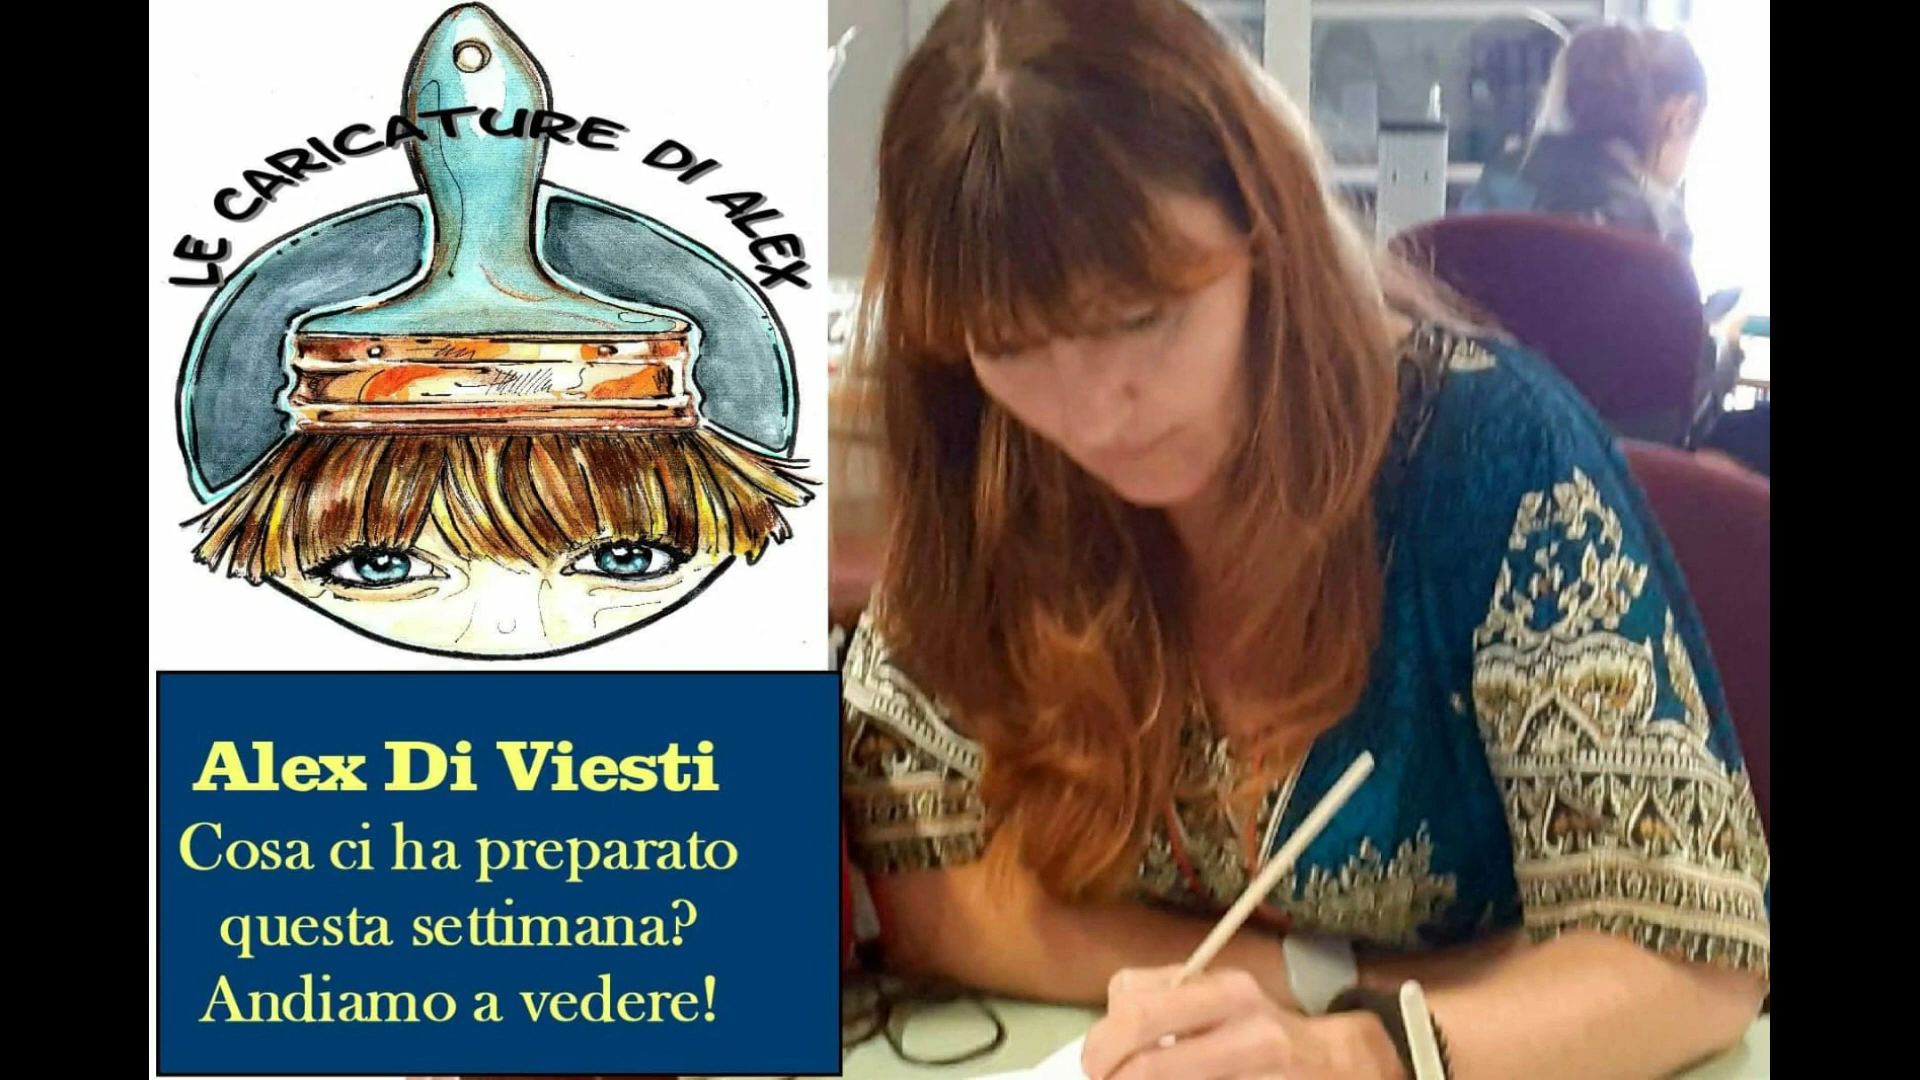 LE CARICATURE DI ALEX
Alex Di Viesti
Cosa ci ha preparato
questa settimana?
Andiamo a vedere!